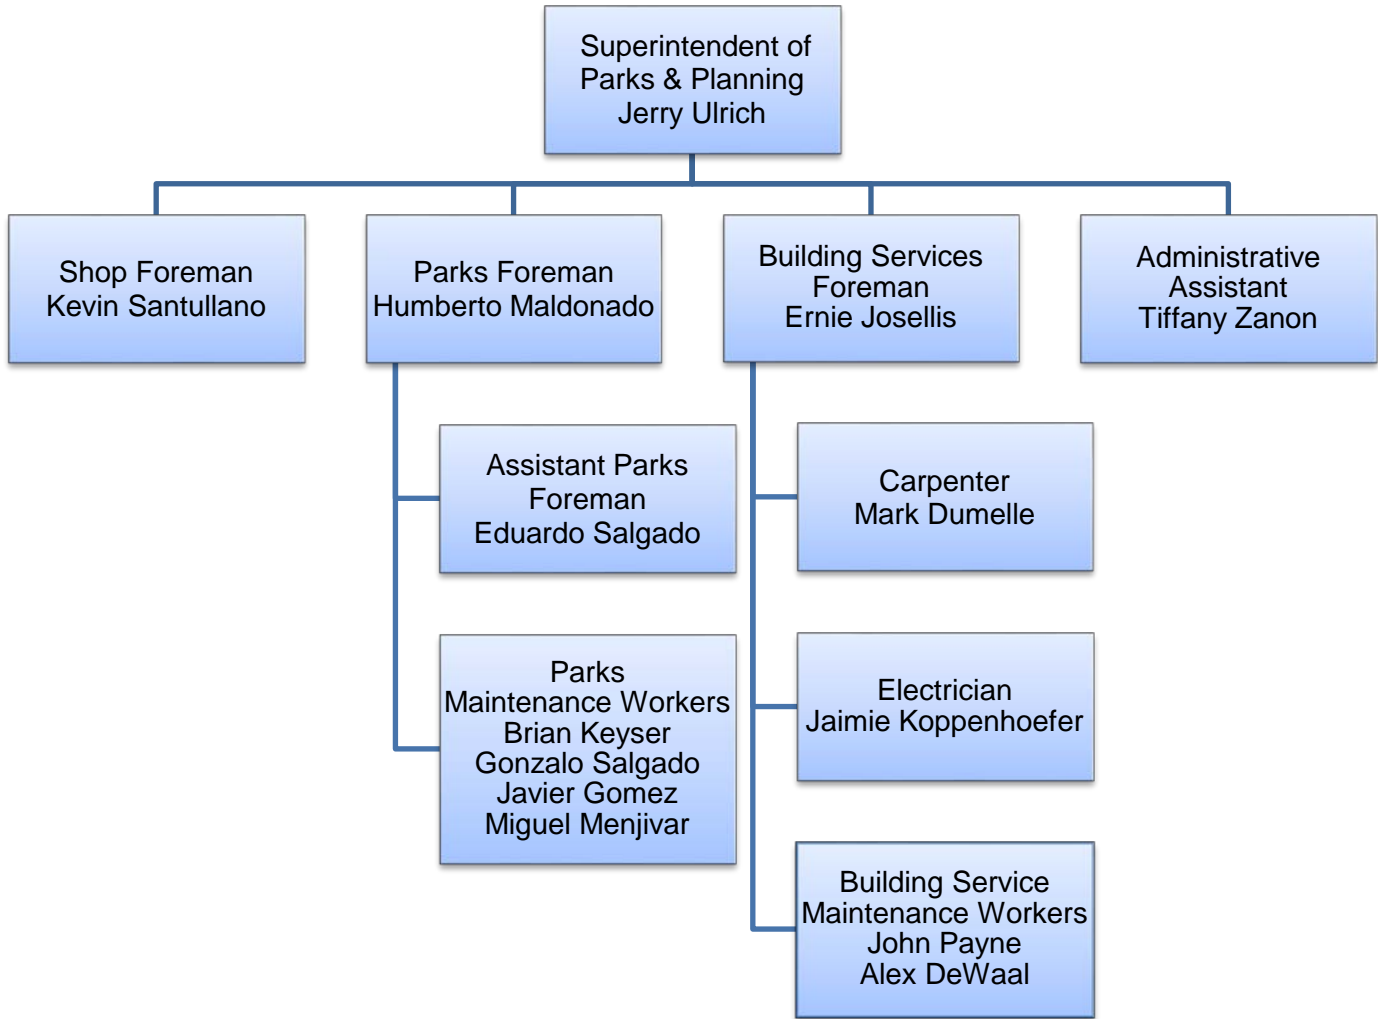 Superintendent of
Parks & Planning
Jerry Ulrich
Shop Foreman
Kevin Santullano
Parks Foreman
Humberto Maldonado
Building Services
Foreman
Ernie Josellis
Administrative
Assistant
Tiffany Zanon
Assistant Parks
Foreman
Eduardo Salgado
Parks
Maintenance Workers
Brian Keyser
Gonzalo Salgado
Javier Gomez
Miguel Menjivar
Carpenter
Mark Dumelle
Electrician
Jaimie Koppenhoefer
Building Service
Maintenance Workers
John Payne
Alex DeWaal